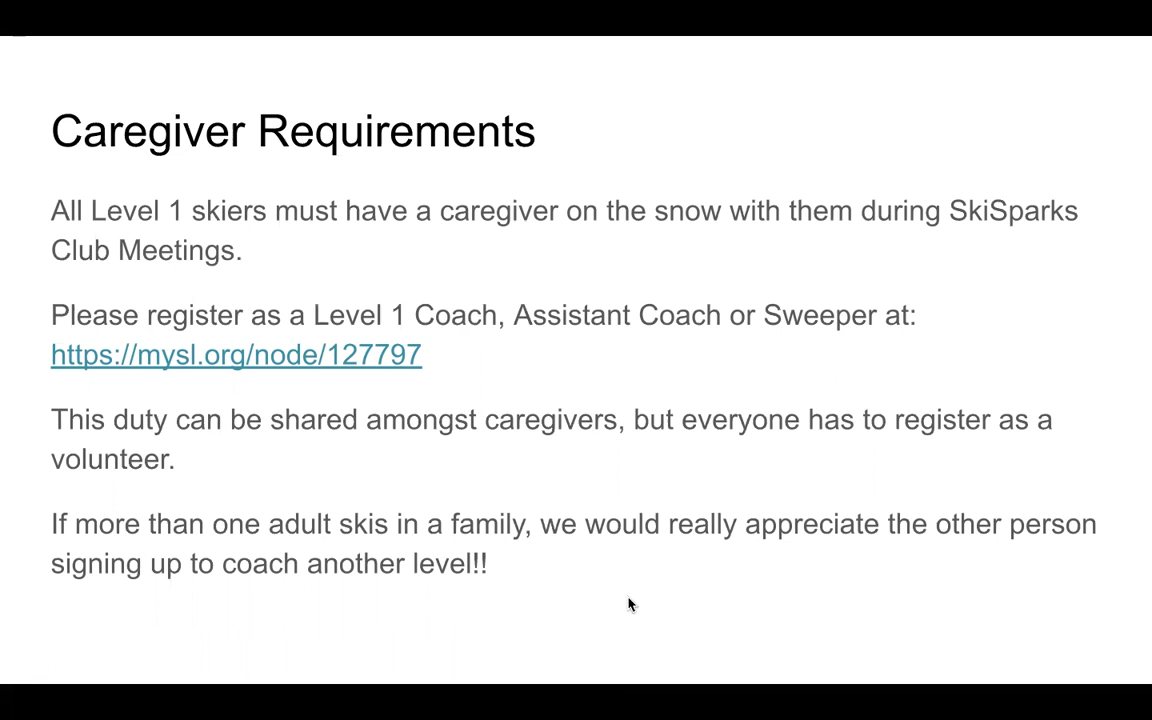 Caregiver Requirements
All Level 1 skiers must have a caregiver on the snow with them during SkiSparks
Club Meetings.
Please register as a Level 1 Coach, Assistant Coach or Sweeper at:
https://mysl.org/node/127797
This duty can be shared amongst caregivers, but everyone has to register as a
volunteer.
If more than one adult skis in a family, we would really appreciate the other person
signing up to coach another level!!